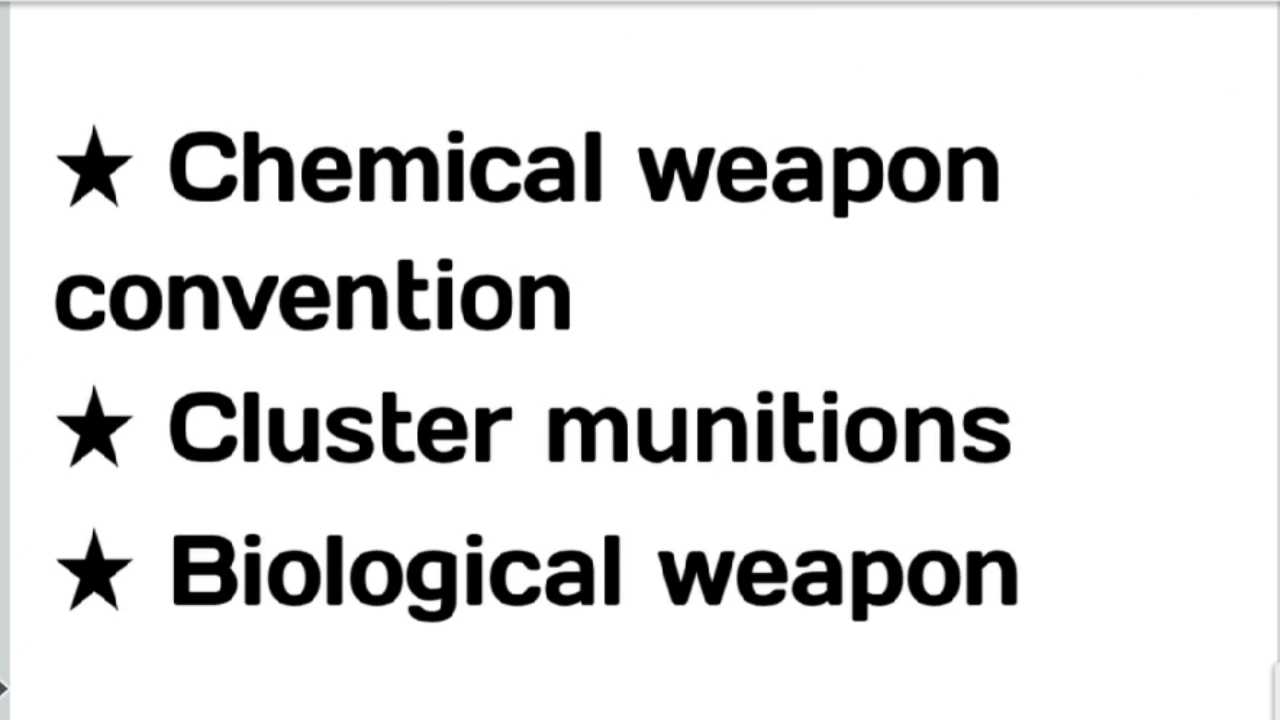 ★ Chemical weapon
convention
★ Cluster munitions
★ Biological weapon